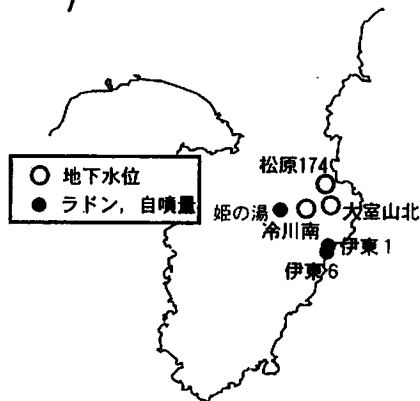 松原174
地下水位
ラドン，自噴量
姫の湯
大室山北
冷川南
伊東1
伊東6